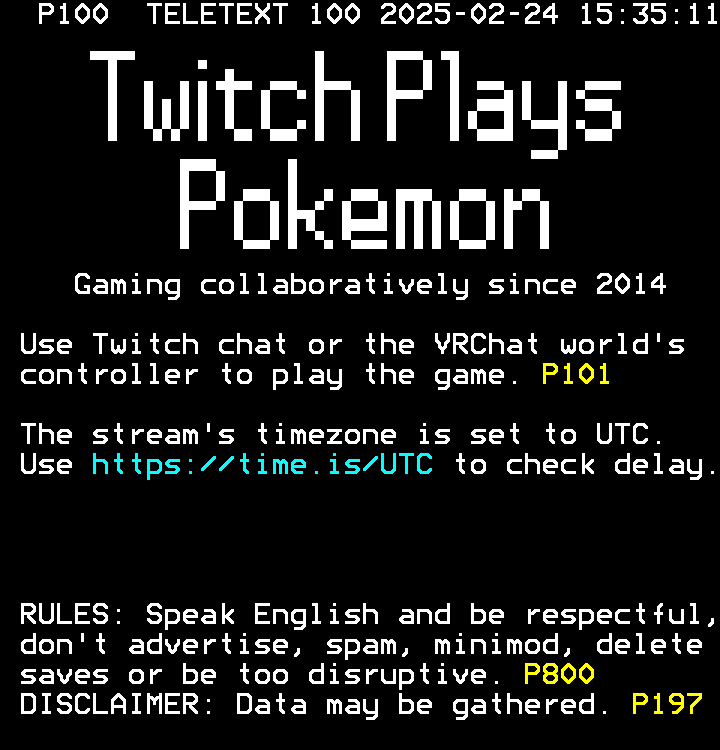 P100 TELETEXT 100 2025-02-24 15:35:11
Twitch Plays
Pokemon
Gaming collaboratively since 2014
Use Twitch chat or the VRChat world's
controller to play the game. P101
The stream's timezone is set to UTC.
Use https://time.is/UTC to check delay.
RULES: Speak English and be respectful,
don't advertise, spam, minimod, delete
saves or be too disruptive. P800
DISCLAIMER: Data may be gathered. P197